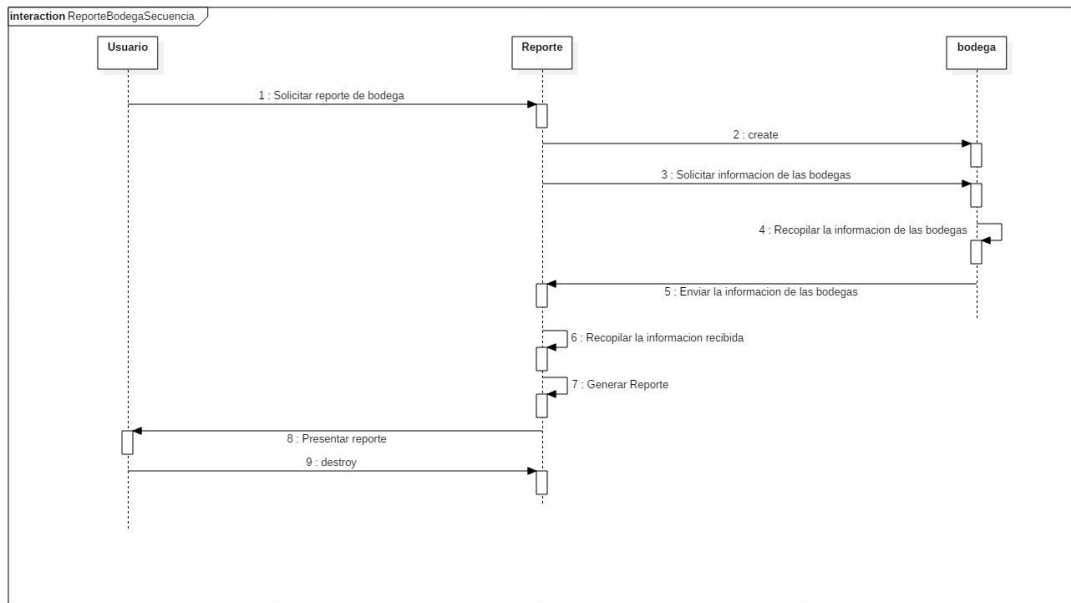 interaction ReporteBodegaSecuencia
Usuario
Reporte
bodega
1 : Solicitar reporte de bodega
2 : create
3 : Solicitar informacion de las bodegas
4 : Recopilar la informacion de las bodegas
5 : Enviar la informacion de las bodegas
6 : Recopilar la informacion recibida
7 : Generar Reporte
8 : Presentar reporte
9 : destroy